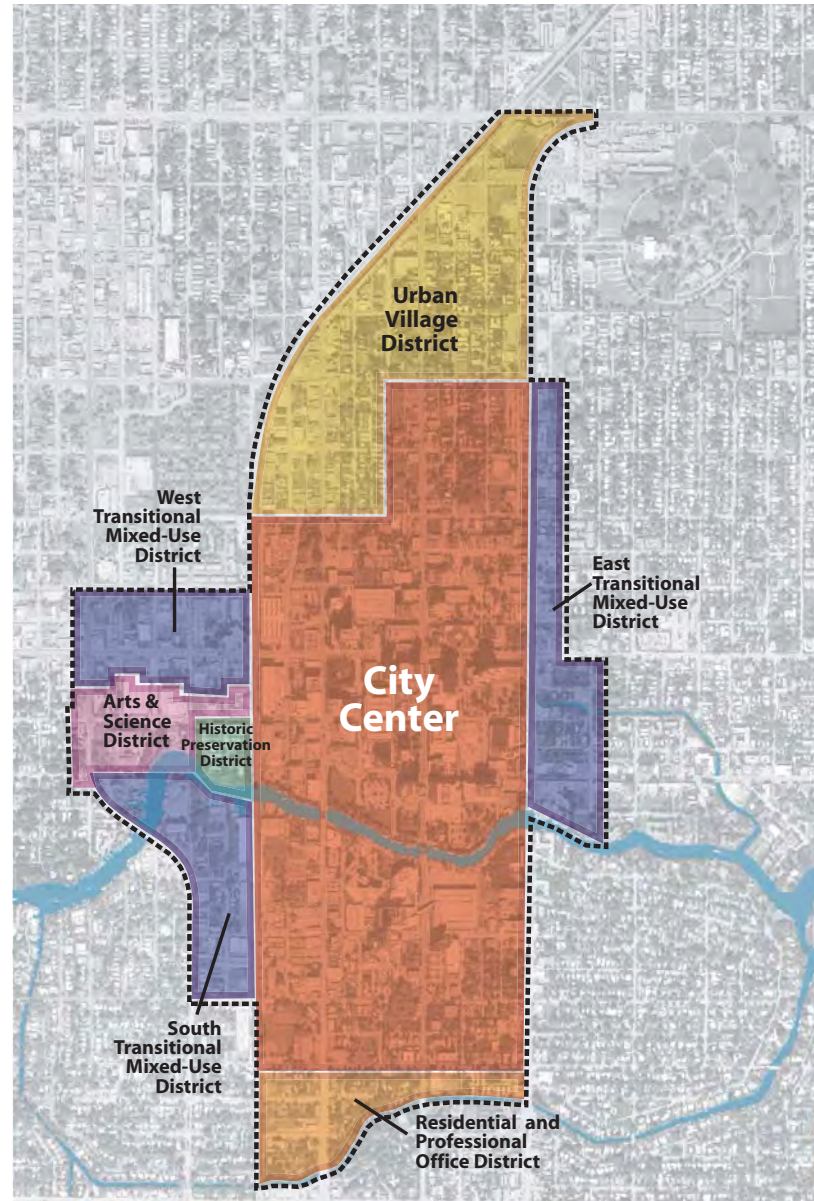 Urban
Village
District
West
Transitional
Mixed-Use
District
East
Transitional
Mixed-Use
District
City
Center
Arts &
Science
District
Historic
Preservation
District
South
Transitional
Mixed-Use
District
Residential and
Professional
Office District